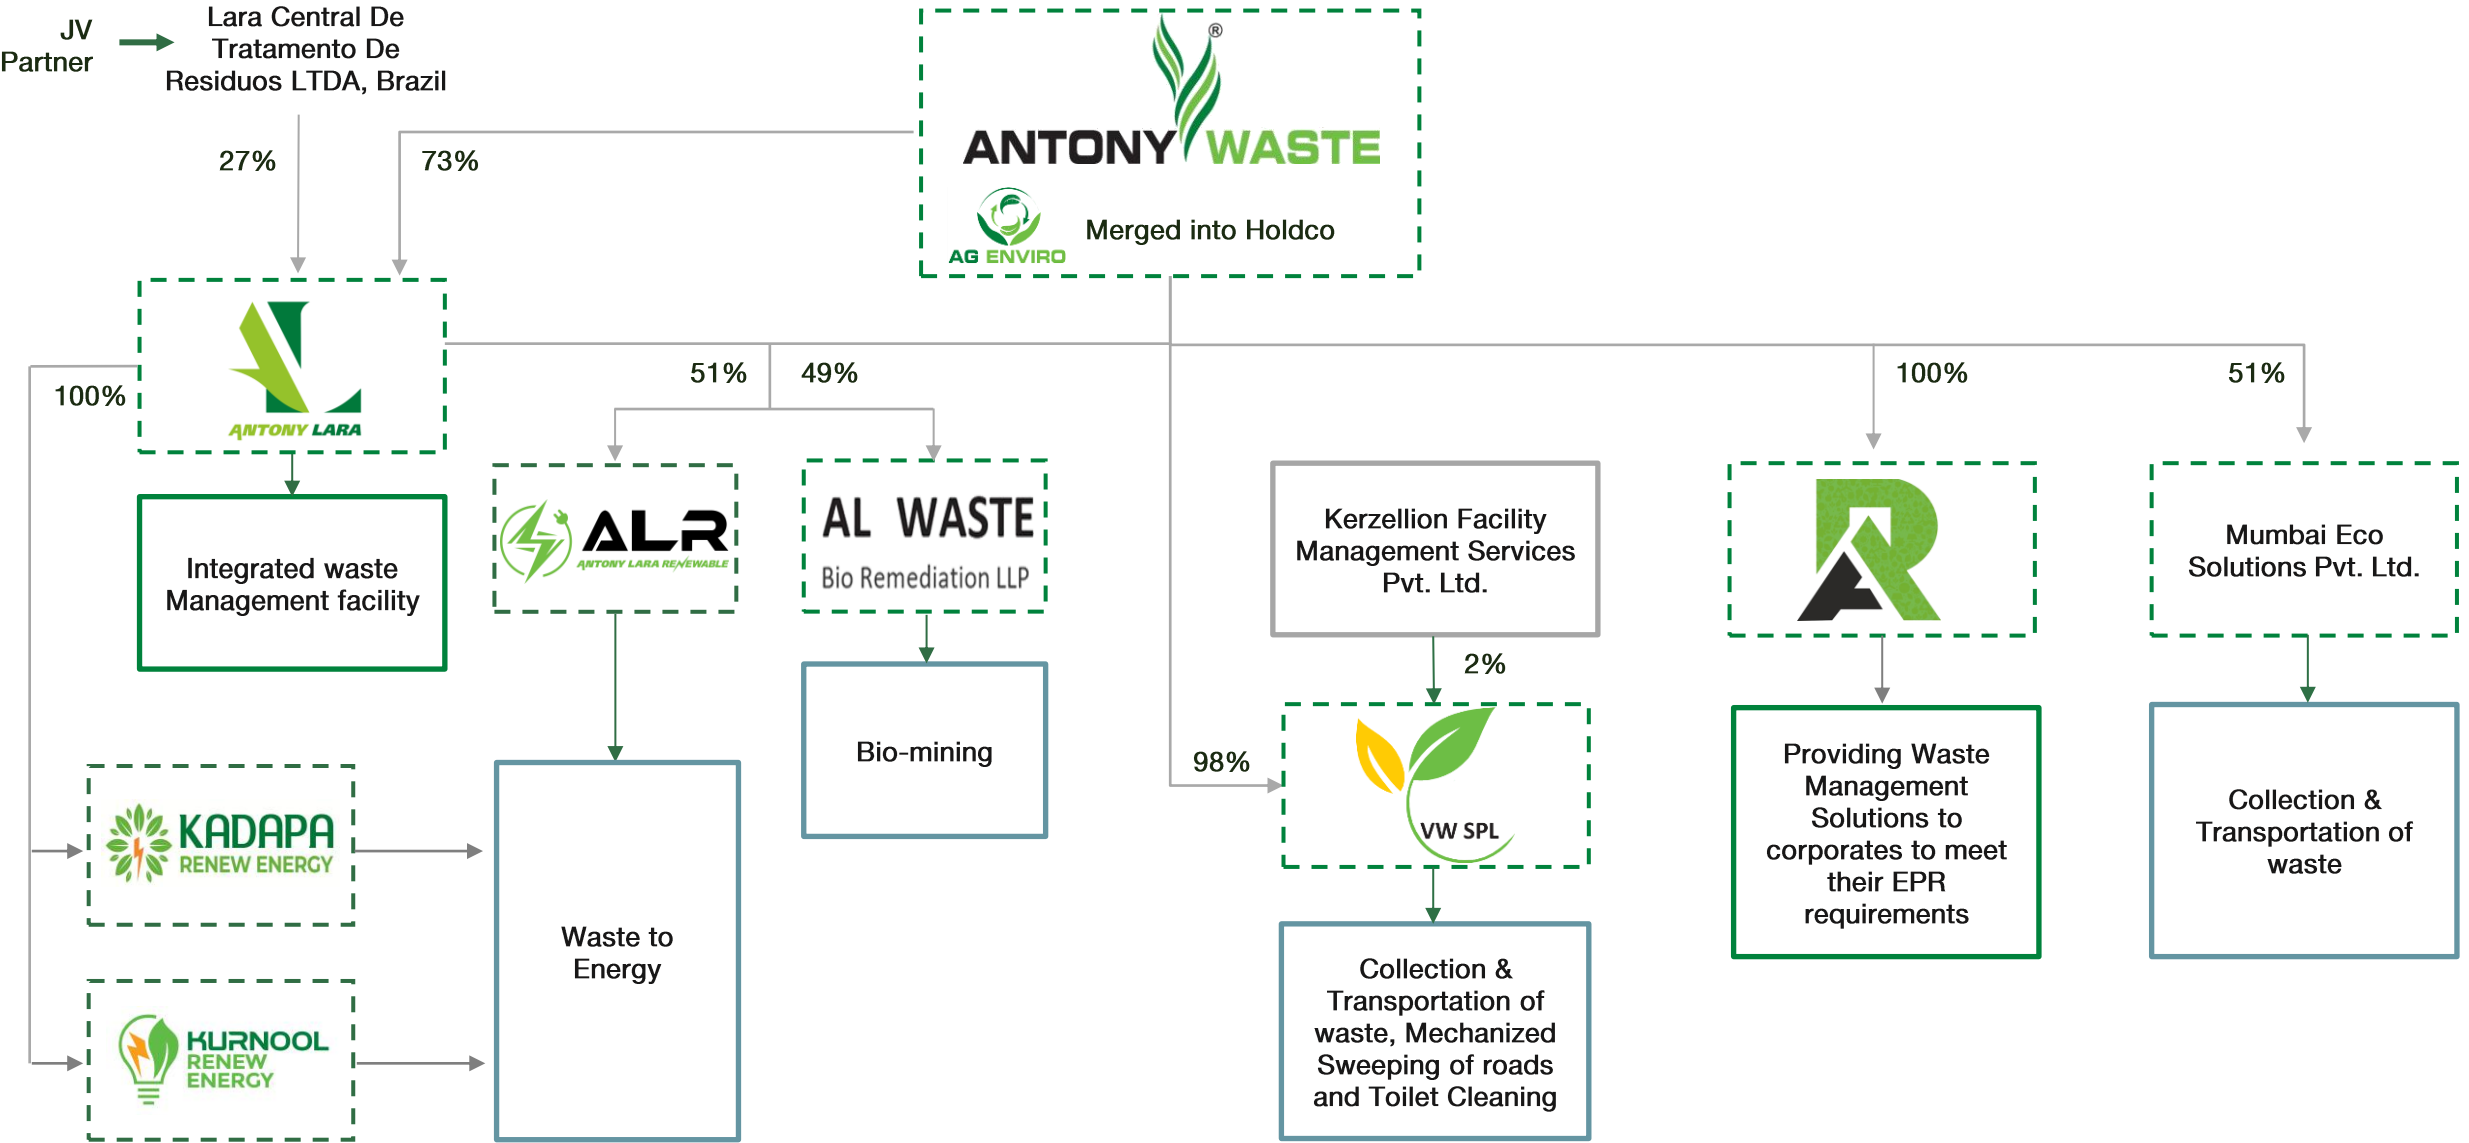 JV
Partner
Lara Central De
Tratamento De
Residuos LTDA, Brazil
®
ANTONY WASTE
AG ENVIRO
Merged into Holdco
27%
73%
ANTONY LARA
100%
51%
49%
100%
51%
Integrated waste
Management facility
ALR
ANTONY LARA RENEWABLE
AL WASTE
Bio Remediation LLP
Kerzellion Facility
Management Services
Pvt. Ltd.
AR
Mumbai Eco
Solutions Pvt. Ltd.
2%
98%
VW SPL
Bio-mining
Providing Waste
Management
Solutions to
corporates to meet
their EPR
requirements
Collection &
Transportation of
waste
KADAPA
RENEW ENERGY
KURNOOL
RENEW
ENERGY
Waste to
Energy
Collection &
Transportation of
waste, Mechanized
Sweeping of roads
and Toilet Cleaning